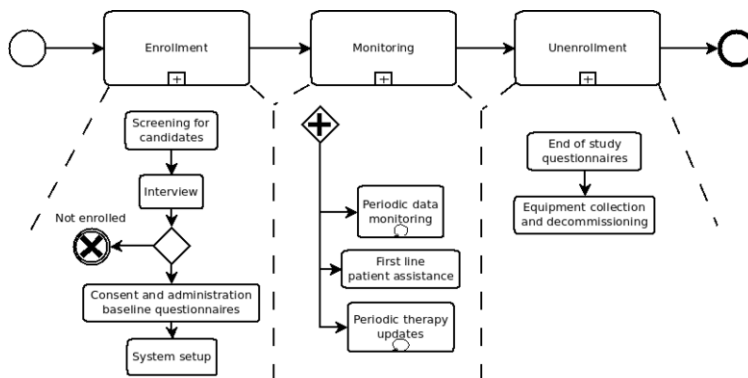 Enrollment
Monitoring
Unenrollment
Screening for
candidates
Interview
Not enrolled
Consent and administration
baseline questionnaires
System setup
Periodic data
monitoring
First line
patient assistance
Periodic therapy
updates
End of study
questionnaires
Equipment collection
and decommissioning